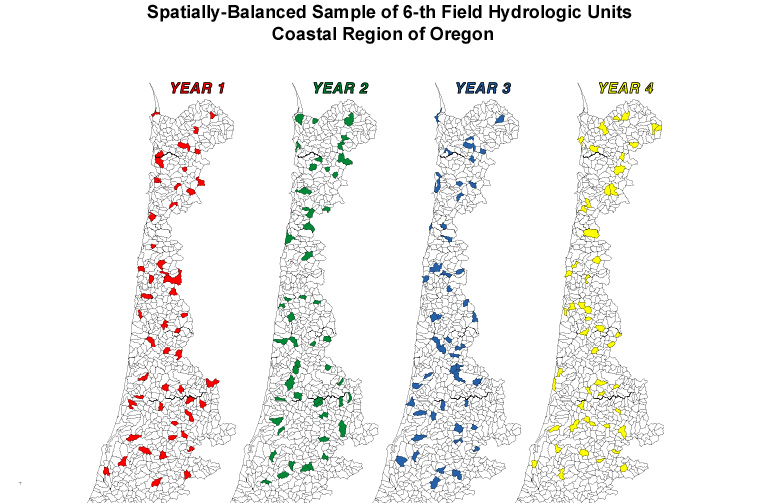 Spatially-Balanced Sample of 6-th Field Hydrologic Units
Coastal Region of Oregon
YEAR 1 YEAR 2 YEAR 3 YEAR 4